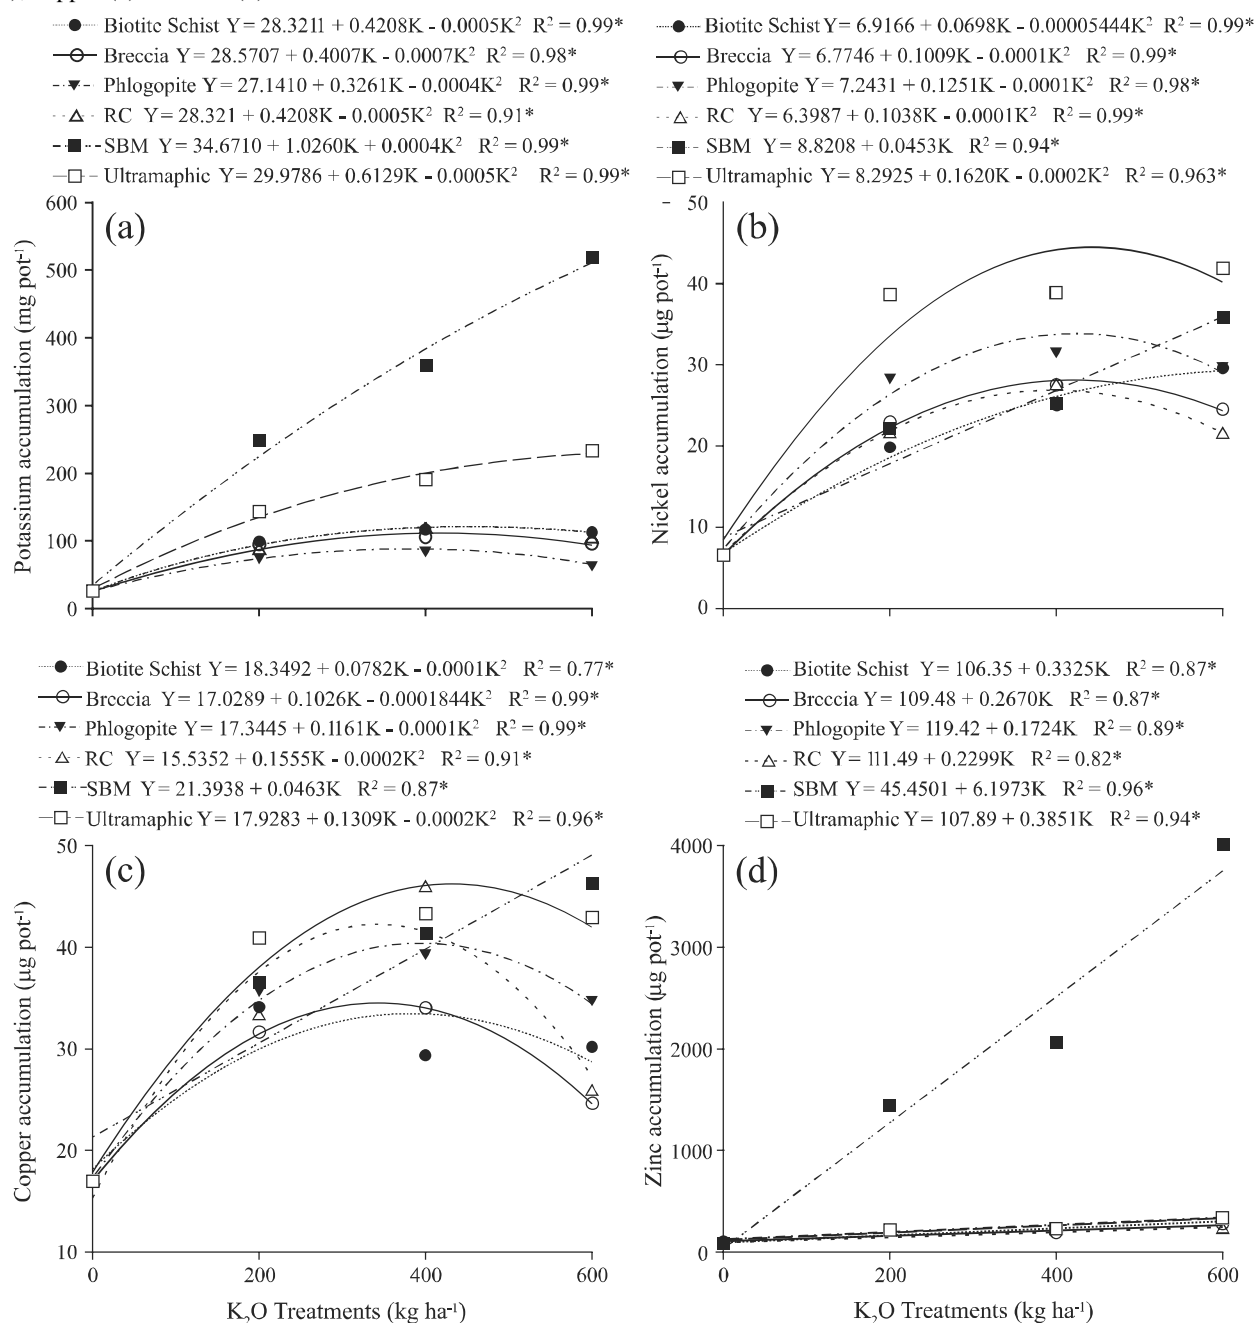 Biotite Schist Y = 28.3211 + 0.4208K - 0.0005K² R² = 0.99*
Breccia Y = 28.5707 + 0.4007K - 0.0007K² R² = 0.98*
Phlogopite Y = 27.1410 + 0.3261K - 0.0004K² R² = 0.99*
RC Y = 28.321 + 0.4208K - 0.0005K² R² = 0.91*
SBM Y = 34.6710 + 1.0260K + 0.0004K² R² = 0.99*
Ultramaphic Y = 29.9786 + 0.6129K - 0.0005K² R² = 0.99*
(a)
Potassium accumulation (mg pot⁻¹)
600
500
400
300
200
100
0
0 200 400 600
Biotite Schist Y = 6.9166 + 0.0698K - 0.00005444K² R² = 0.99*
Breccia Y = 6.7746 + 0.1009K - 0.0001K² R² = 0.99*
Phlogopite Y = 7.2431 + 0.1251K - 0.0001K² R² = 0.98*
RC Y = 6.3987 + 0.1038K - 0.0001K² R² = 0.99*
SBM Y = 8.8208 + 0.0453K R² = 0.94*
Ultramaphic Y = 8.2925 + 0.1620K - 0.0002K² R² = 0.963*
(b)
Nickel accumulation (µg pot⁻¹)
50
40
30
20
10
0
Biotite Schist Y = 18.3492 + 0.0782K - 0.0001K² R² = 0.77*
Breccia Y = 17.0289 + 0.1026K - 0.0001844K² R² = 0.99*
Phlogopite Y = 17.3445 + 0.1161K - 0.0001K² R² = 0.99*
RC Y = 15.5352 + 0.1555K - 0.0002K² R² = 0.91*
SBM Y = 21.3938 + 0.0463K R² = 0.87*
Ultramaphic Y = 17.9283 + 0.1309K - 0.0002K² R² = 0.96*
(c)
Copper accumulation (µg pot⁻¹)
50
40
30
20
10
0 200 400 600
K₂O Treatments (kg ha⁻¹)
Biotite Schist Y = 106.35 + 0.3325K R² = 0.87*
Breccia Y = 109.48 + 0.2670K R² = 0.87*
Phlogopite Y = 119.42 + 0.1724K R² = 0.89*
RC Y = 111.49 + 0.2299K R² = 0.82*
SBM Y = 45.4501 + 6.1973K R² = 0.96*
Ultramaphic Y = 107.89 + 0.3851K R² = 0.94*
(d)
Zinc accumulation (µg pot⁻¹)
4000
3000
2000
1000
0
0 200 400 600
K₂O Treatments (kg ha⁻¹)